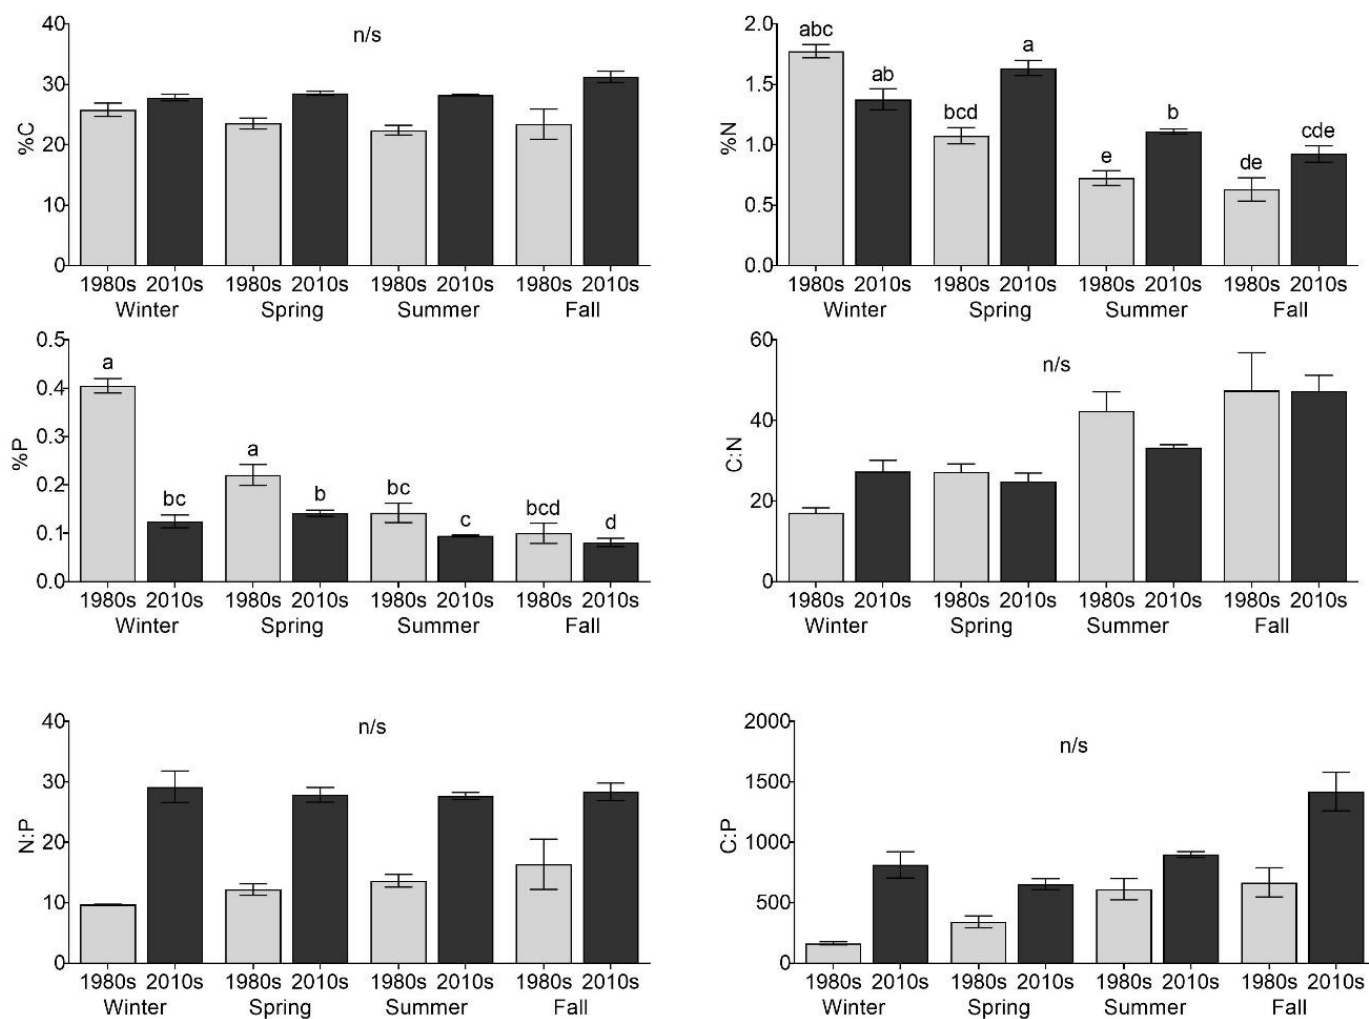 40
n/s
30
%C
20
10
0
1980s 2010s 1980s 2010s 1980s 2010s 1980s 2010s
Winter Spring Summer Fall
2.0
abc
a
ab
1.5
bcd
b
cde
%N
1.0
e
de
0.5
0.0
1980s 2010s 1980s 2010s 1980s 2010s 1980s 2010s
Winter Spring Summer Fall
0.5
a
0.4
0.3
%P
a
0.2
bc
b
bc
bcd
c
d
0.1
0.0
1980s 2010s 1980s 2010s 1980s 2010s 1980s 2010s
Winter Spring Summer Fall
60
n/s
40
C:N
20
0
1980s 2010s 1980s 2010s 1980s 2010s 1980s 2010s
Winter Spring Summer Fall
40
n/s
30
N:P
20
10
0
1980s 2010s 1980s 2010s 1980s 2010s 1980s 2010s
Winter Spring Summer Fall
2000
n/s
1500
C:P
1000
500
0
1980s 2010s 1980s 2010s 1980s 2010s 1980s 2010s
Winter Spring Summer Fall